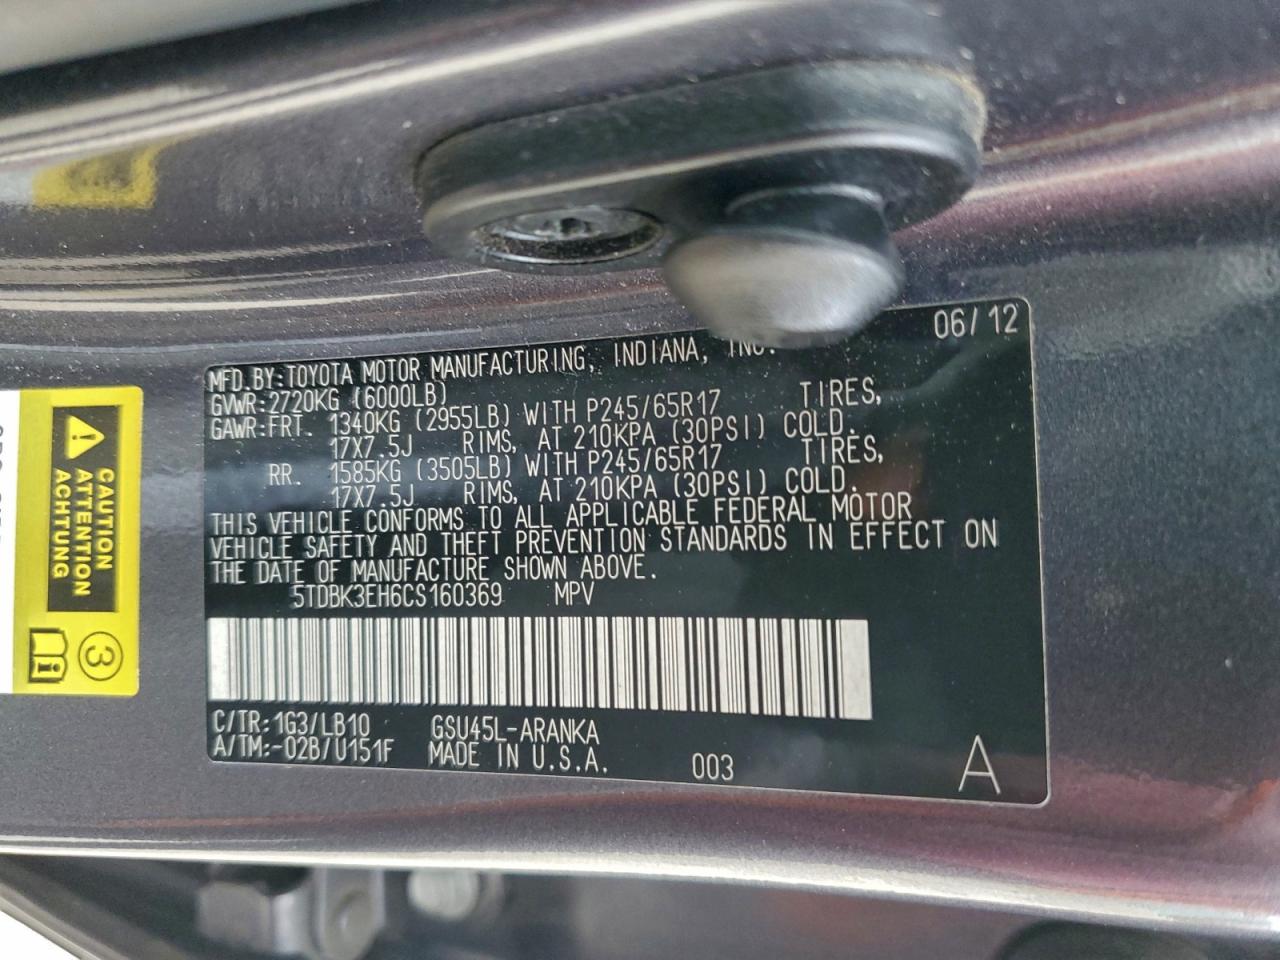 06/12
MFD.BY:TOYOTA MOTOR MANUFACTURING, INDIANA, INC.
GVWR:2720KG (6000LB)
GAWR:FRT. 1340KG (2955LB) WITH P245/65R17 TIRES,
17X7.5J RIMS, AT 210KPA (30PSI) COLD.
RR. 1585KG (3505LB) WITH P245/65R17 TIRES,
17X7.5J RIMS, AT 210KPA (30PSI) COLD.
THIS VEHICLE CONFORMS TO ALL APPLICABLE FEDERAL MOTOR
VEHICLE SAFETY AND THEFT PREVENTION STANDARDS IN EFFECT ON
THE DATE OF MANUFACTURE SHOWN ABOVE.
5TDBK3EH6CS160369 MPV
C/TR:1G3/LB10 GSU45L-ARANKA
A/TM:-02B/U151F MADE IN U.S.A. 003
A
CAUTION
ATTENTION
ACHTUNG
3